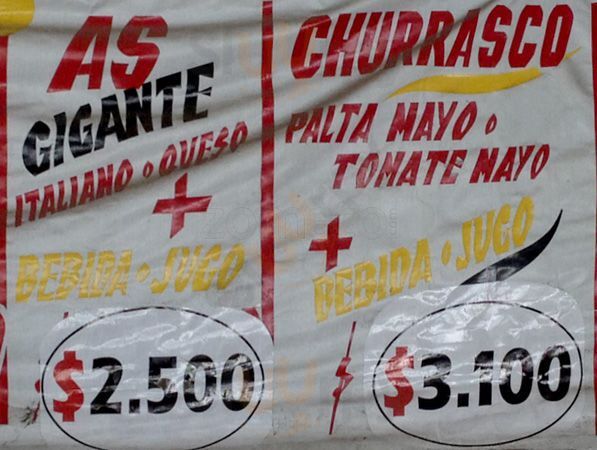 AS
GIGANTE
ITALIANO o QUESO
+
BEBIDA o JUGO
$2.500
CHURRASCO
PALTA MAYO o
TOMATE MAYO
+
BEBIDA o JUGO
$3.100